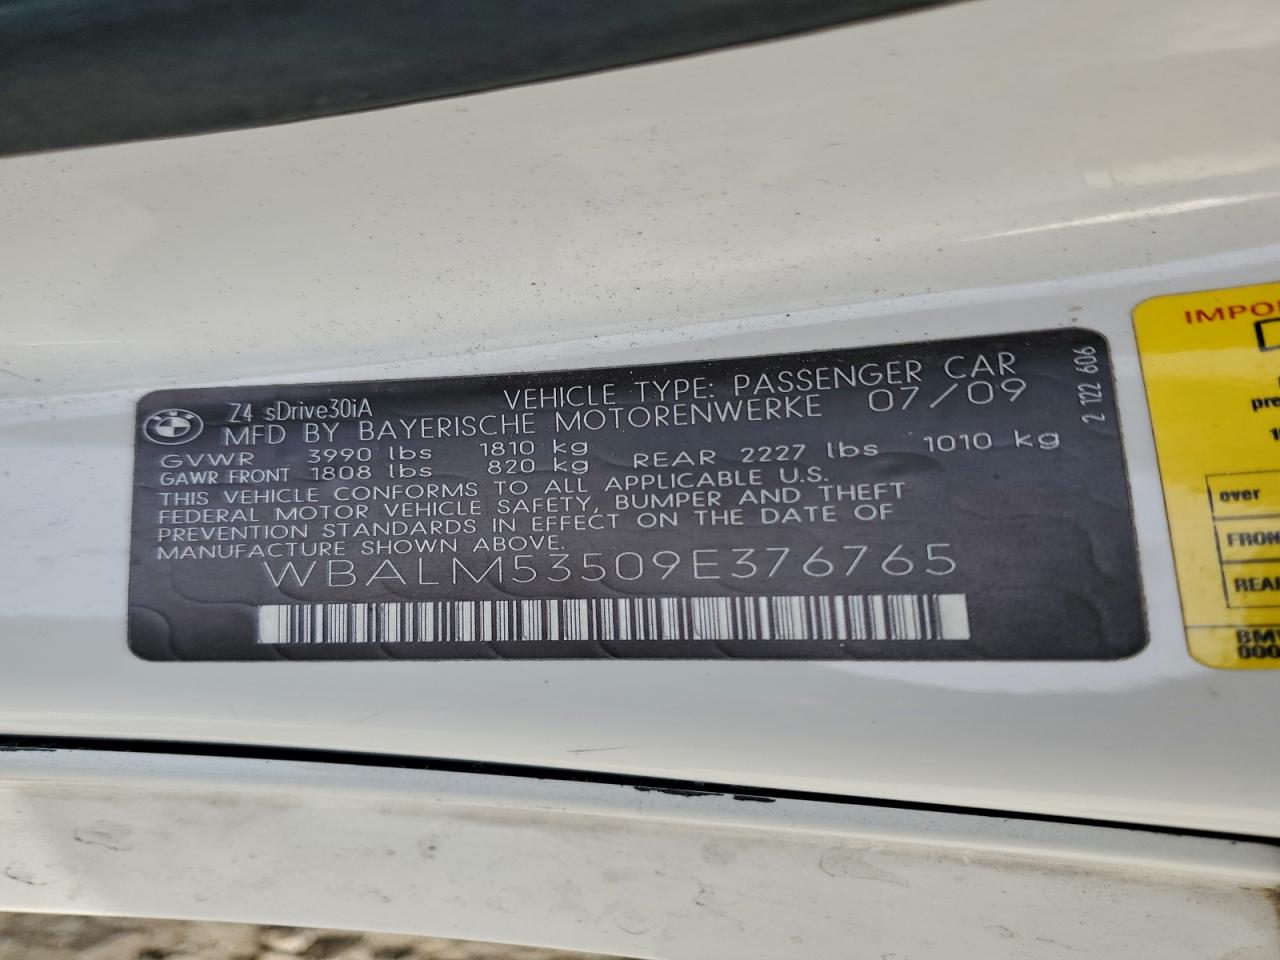 Z4 sDrive30iA VEHICLE TYPE: PASSENGER CAR
MFD BY BAYERISCHE MOTORENWERKE 07/09
GVWR 3990 lbs 1810 kg
GAWR FRONT 1808 lbs 820 kg REAR 2227 lbs 1010 kg
THIS VEHICLE CONFORMS TO ALL APPLICABLE U.S.
FEDERAL MOTOR VEHICLE SAFETY, BUMPER AND THEFT
PREVENTION STANDARDS IN EFFECT ON THE DATE OF
MANUFACTURE SHOWN ABOVE.
WBALM53509E376765
2 122 606
over